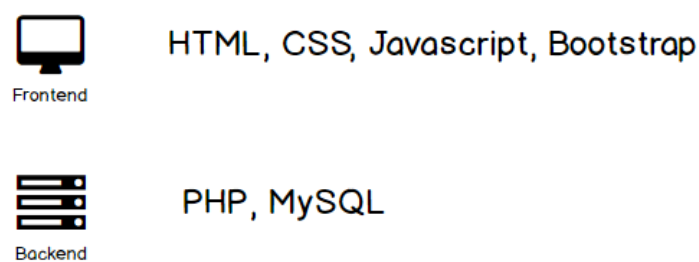 HTML, CSS, Javascript, Bootstrap
Frontend
PHP, MySQL
Backend